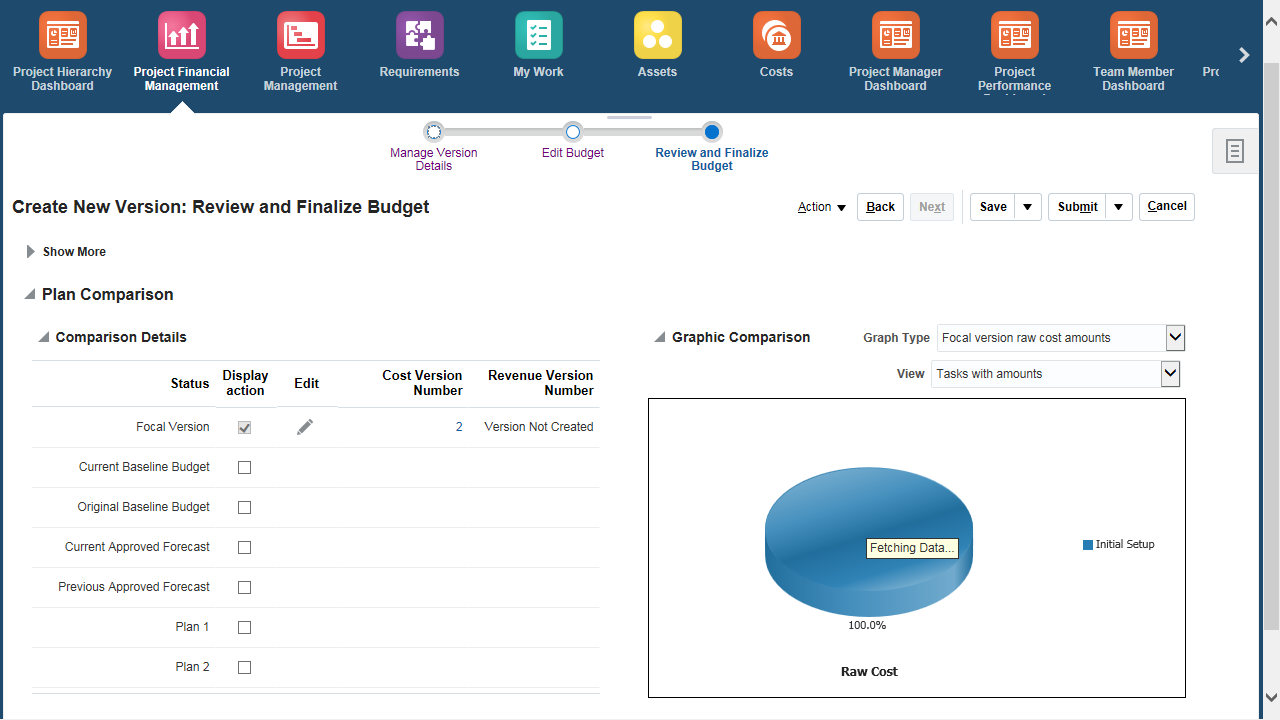 Project Hierarchy
Dashboard
Project Financial
Management
Project
Management
Requirements
My Work
Assets
Costs
Project Manager
Dashboard
Project
Performance
Team Member
Dashboard
Manage Version
Details
Edit Budget
Review and Finalize
Budget
Create New Version: Review and Finalize Budget
Action
Back
Next
Save
Submit
Cancel
Show More
Plan Comparison
Comparison Details
Graphic Comparison
Graph Type
Focal version raw cost amounts
View
Tasks with amounts
Status
Display
action
Edit
Cost Version
Number
Revenue Version
Number
Focal Version
2
Version Not Created
Current Baseline Budget
Original Baseline Budget
Current Approved Forecast
Previous Approved Forecast
Plan 1
Plan 2
Fetching Data...
Initial Setup
100.0%
Raw Cost